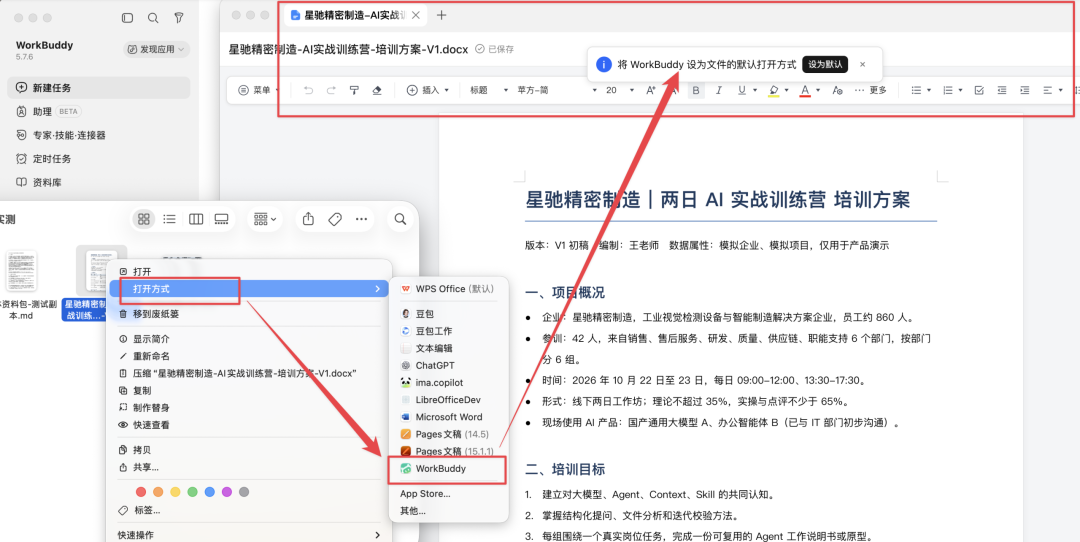 WorkBuddy
5.7.6
发现应用
新建任务
助理 BETA
专家·技能·连接器
定时任务
资料库
星驰精密制造-AI实战训
星驰精密制造-AI实战训练营-培训方案-V1.docx 已保存
将 WorkBuddy 设为文件的默认打开方式 设为默认
菜单 插入 标题 苹方-简 20 B I U A 更多
星驰精密制造｜两日 AI 实战训练营 培训方案
版本：V1 初稿 编制：王老师 数据属性：模拟企业、模拟项目，仅用于产品演示
一、项目概况
企业：星驰精密制造，工业视觉检测设备与智能制造解决方案企业，员工约 860 人。
参训：42 人，来自销售、售后服务、研发、质量、供应链、职能支持 6 个部门，按部门
分 6 组。
时间：2026 年 10 月 22 日至 23 日，每日 09:00-12:00、13:30-17:30。
形式：线下两日工作坊；理论不超过 35%，实操与点评不少于 65%。
现场使用 AI 产品：国产通用大模型 A、办公智能体 B（已与 IT 部门初步沟通）。
二、培训目标
1. 建立对大模型、Agent、Context、Skill 的共同认知。
2. 掌握结构化提问、文件分析和迭代校验方法。
3. 每组围绕一个真实岗位任务，完成一份可复用的 Agent 工作说明书或原型。
实测
资料包-测试副
本.md
星驰精密制
战训练...-V
打开
打开方式
移到废纸篓
显示简介
重新命名
压缩“星驰精密制造-AI实战训练营-培训方案-V1.docx”
复制
制作替身
快速查看
拷贝
共享...
标签...
快速操作
WPS Office (默认)
豆包
豆包工作
文本编辑
ChatGPT
ima.copilot
LibreOfficeDev
Microsoft Word
Pages 文稿 (14.5)
Pages 文稿 (15.1.1)
WorkBuddy
App Store...
其他...